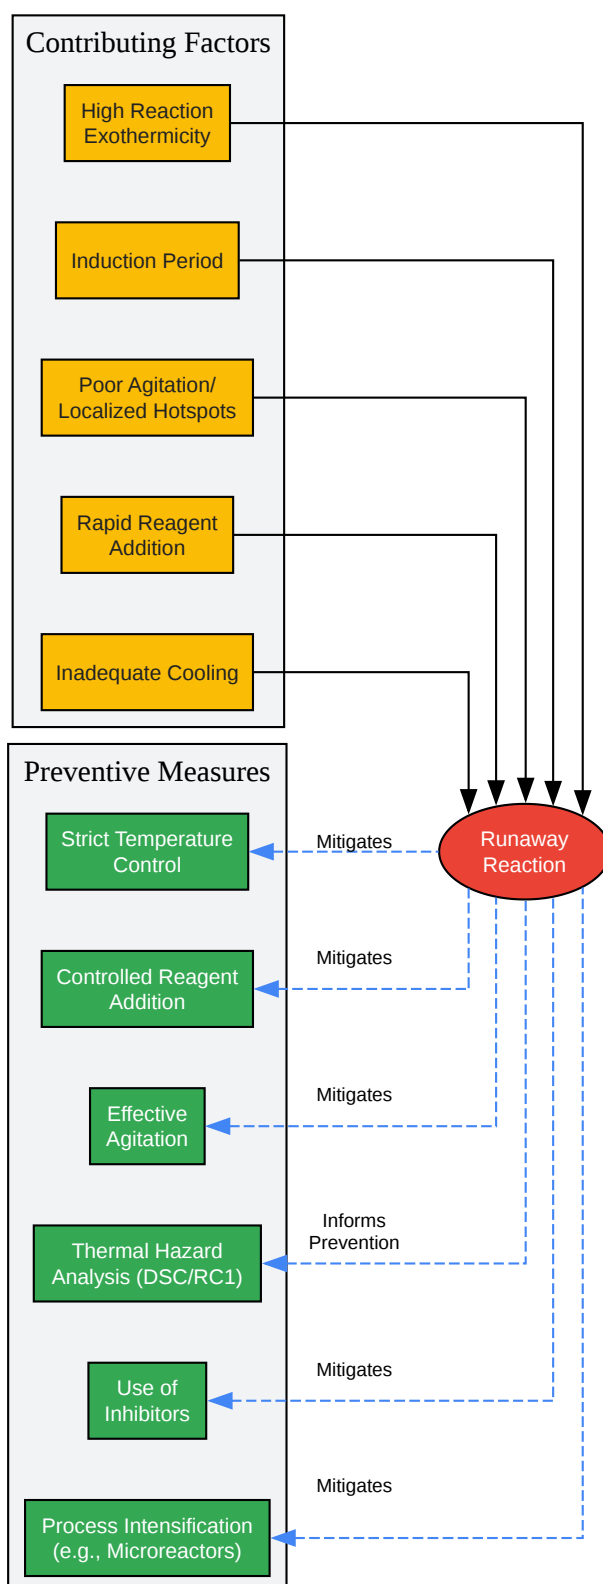 Contributing Factors
High Reaction
Exothermicity
Induction Period
Poor Agitation/
Localized Hotspots
Rapid Reagent
Addition
Inadequate Cooling
Preventive Measures
Strict Temperature
Control
Mitigates
Runaway
Reaction
Controlled Reagent
Addition
Mitigates
Effective
Agitation
Mitigates
Thermal Hazard
Analysis (DSC/RC1)
Informs
Prevention
Use of
Inhibitors
Mitigates
Process Intensification
(e.g., Microreactors)
Mitigates